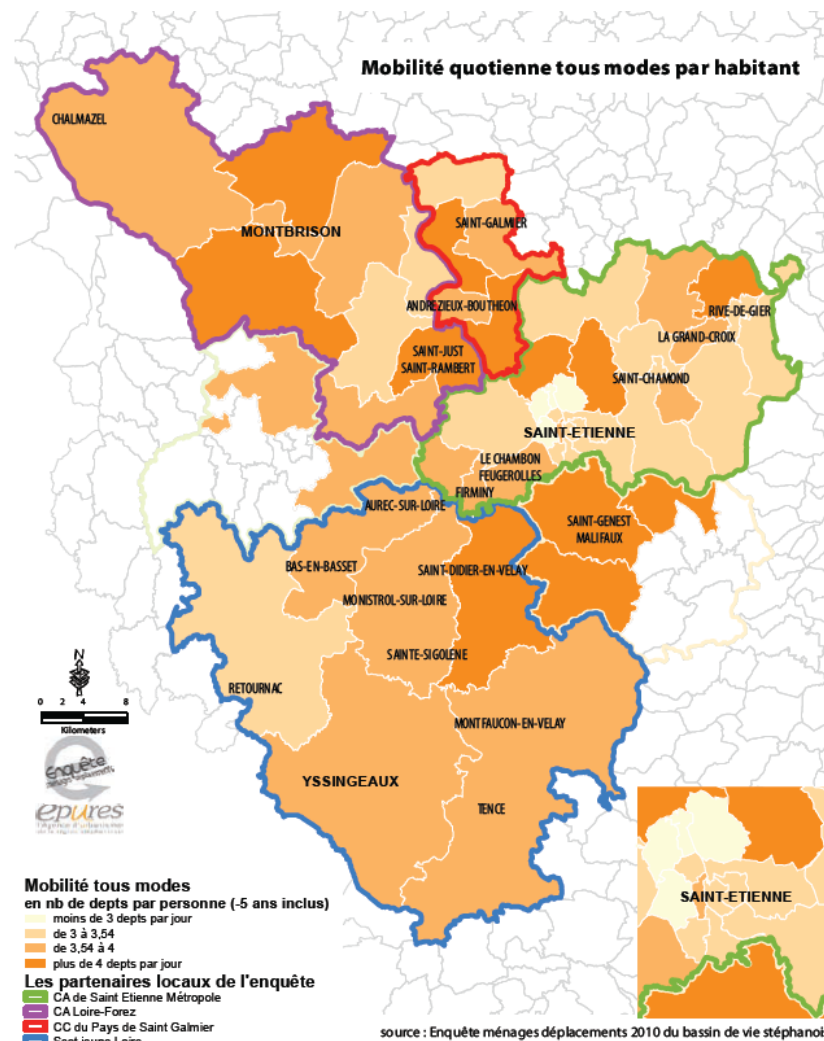 Mobilité quotienne tous modes par habitant
CHALMAZEL
MONTBRISON
SAINT-GALMIER
ANDREZIEUX-BOUTHEON
RIVE-DE-GIER
LA GRAND-CROIX
SAINT-JUST
SAINT-RAMBERT
SAINT-CHAMOND
SAINT-ETIENNE
LE CHAMBON
FEUGEROLLES
FIRMINY
AUREC-SUR-LOIRE
SAINT-GENEST
MALIFAUX
BAS-EN-BASSET
SAINT-DIDIER-EN-VELAY
MONISTROL-SUR-LOIRE
SAINTE-SIGOLENE
RETOURNAC
MONTFAUCON-EN-VELAY
YSSINGEAUX
TENCE
N
0 2 4 8
Kilometers
Enquête
epures
SAINT-ETIENNE
Mobilité tous modes
en nb de depts par personne (-5 ans inclus)
moins de 3 depts par jour
de 3 à 3,54
de 3,54 à 4
plus de 4 depts par jour
Les partenaires locaux de l'enquête
CA de Saint Etienne Métropole
CA Loire-Forez
CC du Pays de Saint Galmier
source : Enquête ménages déplacements 2010 du bassin de vie stéphanois